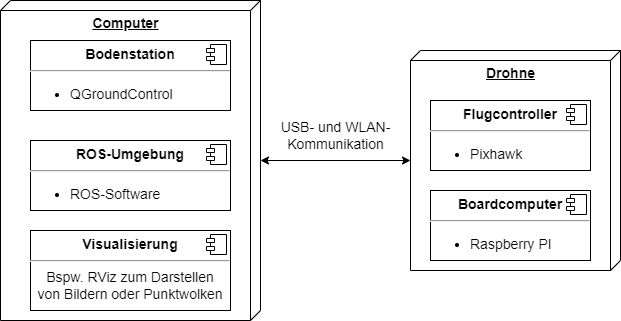 Computer
Bodenstation
• QGroundControl
ROS-Umgebung
• ROS-Software
Visualisierung
Bspw. RViz zum Darstellen
von Bildern oder Punktwolken
USB- und WLAN-
Kommunikation
Drohne
Flugcontroller
• Pixhawk
Boardcomputer
• Raspberry PI